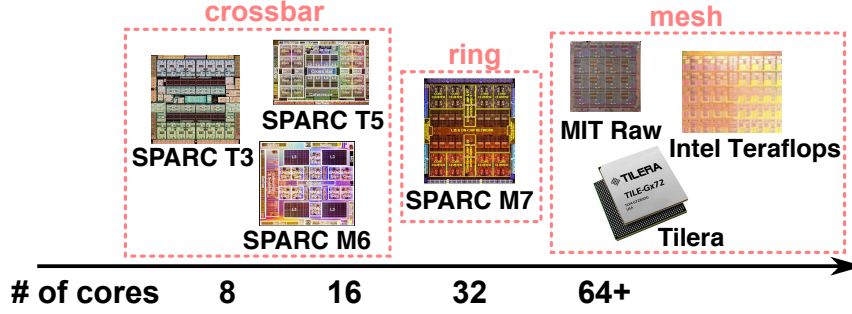 crossbar
ring
mesh
SPARC T3
SPARC T5
SPARC M6
SPARC M7
MIT Raw
Intel Teraflops
TILERA
TILE-Gx72
Tilera
# of cores 8 16 32 64+